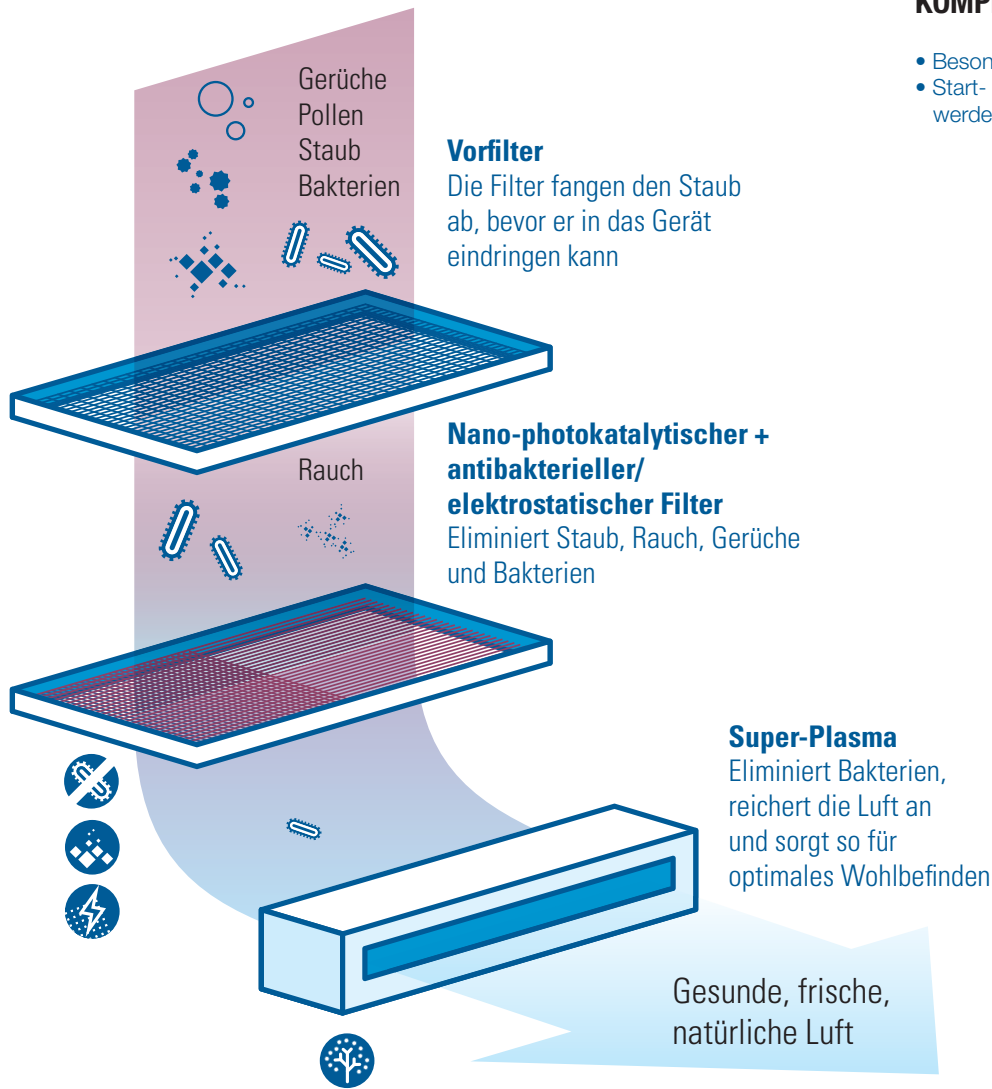 Gerüche
Pollen
Staub
Bakterien
Vorfilter
Die Filter fangen den Staub
ab, bevor er in das Gerät
eindringen kann
Rauch
Nano-photokatalytischer +
antibakterieller/
elektrostatischer Filter
Eliminiert Staub, Rauch, Gerüche
und Bakterien
Super-Plasma
Eliminiert Bakterien,
reichert die Luft an
und sorgt so für
optimales Wohlbefinden
Gesunde, frische,
natürliche Luft
• Start-